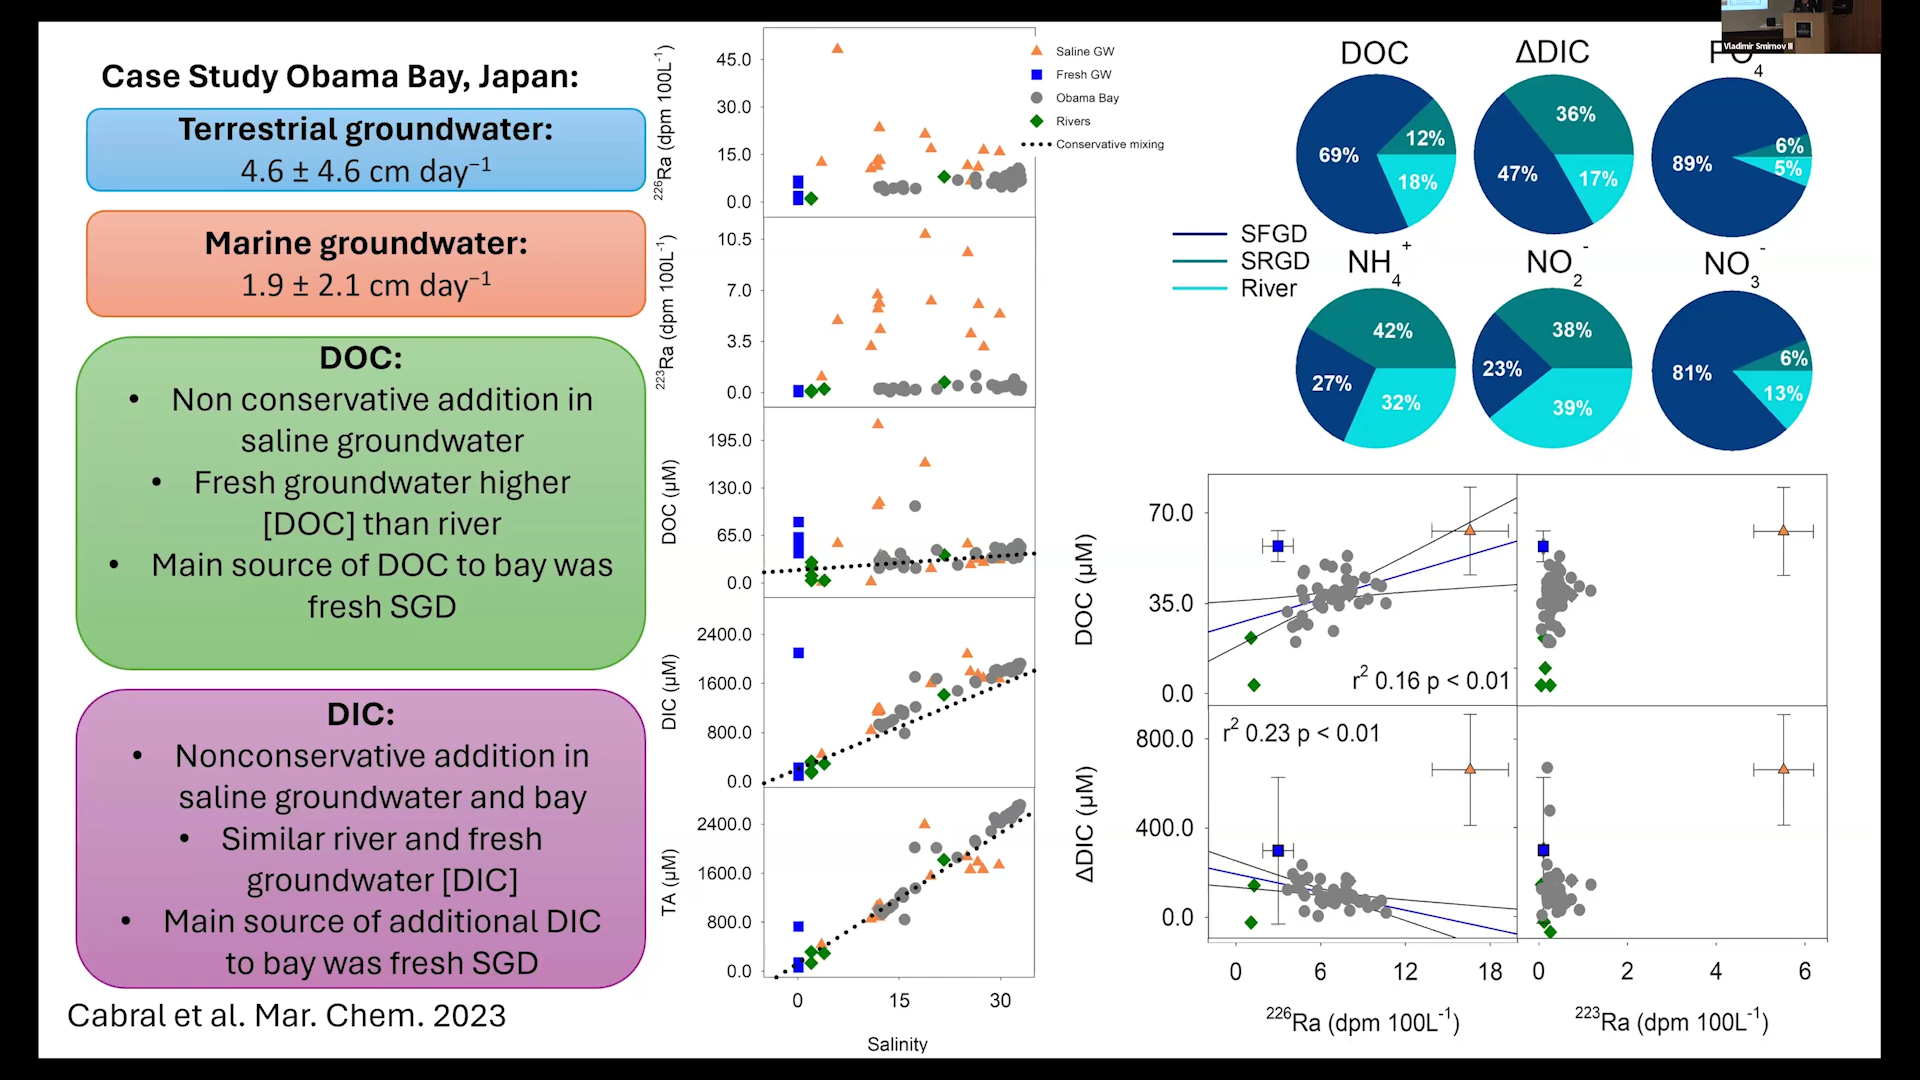 Case Study Obama Bay, Japan:
Terrestrial groundwater:
4.6 ± 4.6 cm day⁻¹
Marine groundwater:
1.9 ± 2.1 cm day⁻¹
DOC:
• Non conservative addition in
saline groundwater
• Fresh groundwater higher
[DOC] than river
• Main source of DOC to bay was
fresh SGD
DIC:
• Nonconservative addition in
saline groundwater and bay
• Similar river and fresh
groundwater [DIC]
• Main source of additional DIC
to bay was fresh SGD
Cabral et al. Mar. Chem. 2023
²²⁶Ra (dpm 100L⁻¹)
45.0
30.0
15.0
0.0
²²³Ra (dpm 100L⁻¹)
10.5
7.0
3.5
0.0
DOC (µM)
195.0
130.0
65.0
0.0
DIC (µM)
2400.0
1600.0
800.0
0.0
TA (µM)
2400.0
1600.0
800.0
0.0
0 15 30
Salinity
Saline GW
Fresh GW
Obama Bay
Rivers
Conservative mixing
Vladimir Smirnov II
DOC
69%
12%
18%
ΔDIC
36%
47%
17%
PO₄
89%
6%
5%
SFGD
SRGD
River
NH₄⁺
42%
27%
32%
NO₂⁻
38%
23%
39%
NO₃⁻
81%
6%
13%
DOC (µM)
70.0
35.0
0.0
r² 0.16 p < 0.01
ΔDIC (µM)
800.0
400.0
0.0
r² 0.23 p < 0.01
0 6 12 18
²²⁶Ra (dpm 100L⁻¹)
0 2 4 6
²²³Ra (dpm 100L⁻¹)